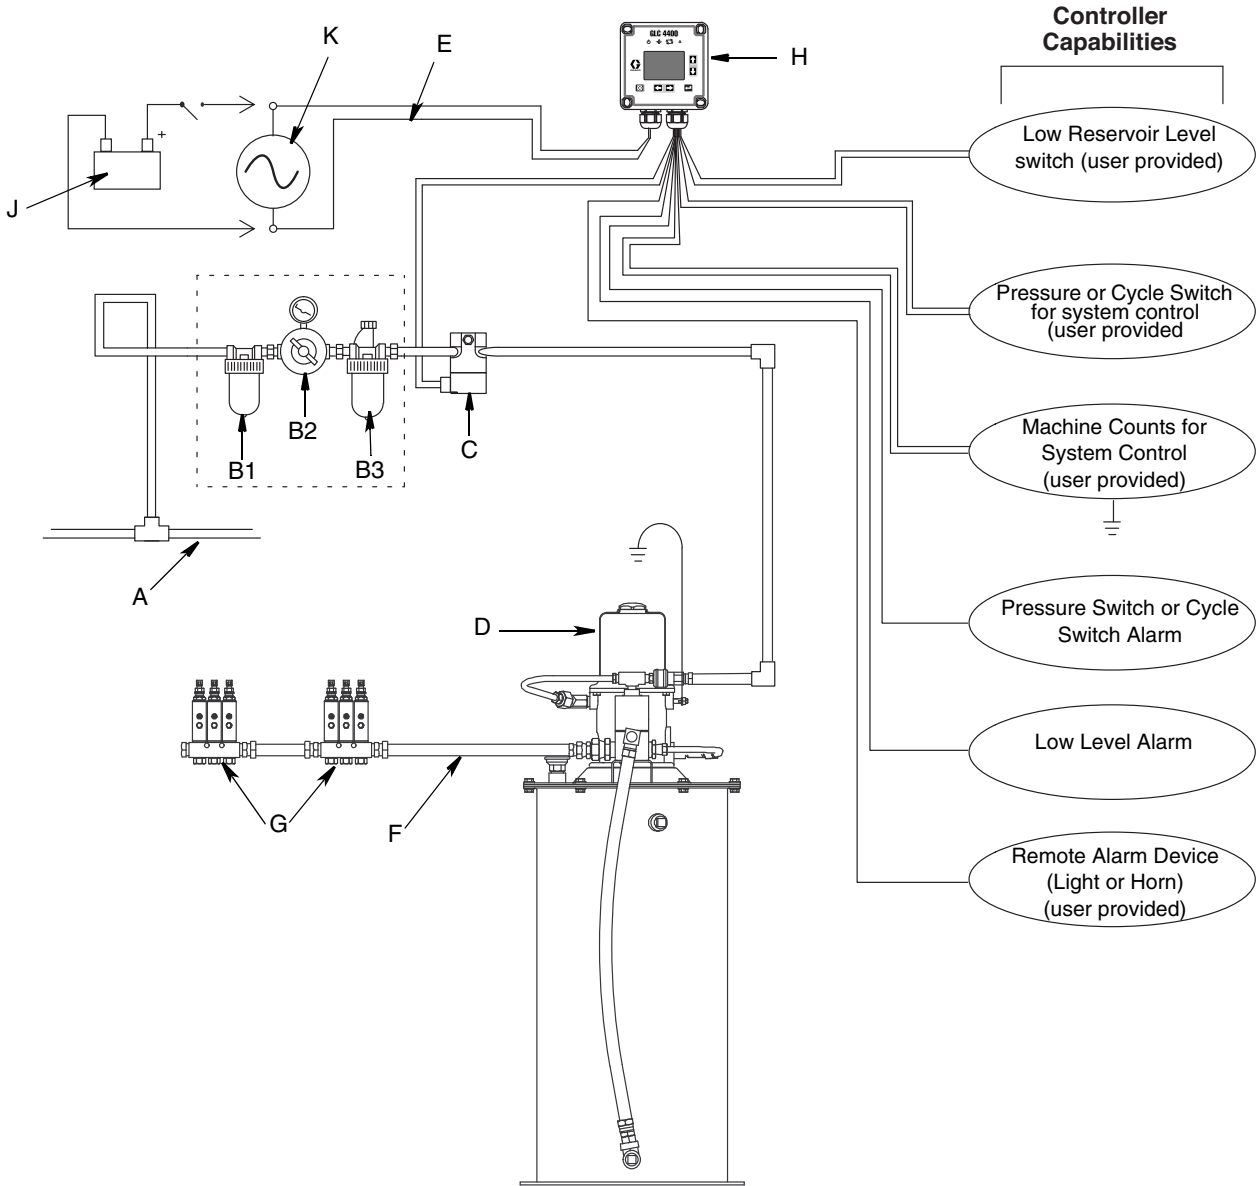 Controller
Capabilities
K
E
GLC 4400
H
Low Reservoir Level
switch (user provided)
+
J
Pressure or Cycle Switch
for system control
(user provided
B1
B2
B3
C
Machine Counts for
System Control
(user provided)
A
D
Pressure Switch or Cycle
Switch Alarm
Low Level Alarm
G
F
Remote Alarm Device
(Light or Horn)
(user provided)